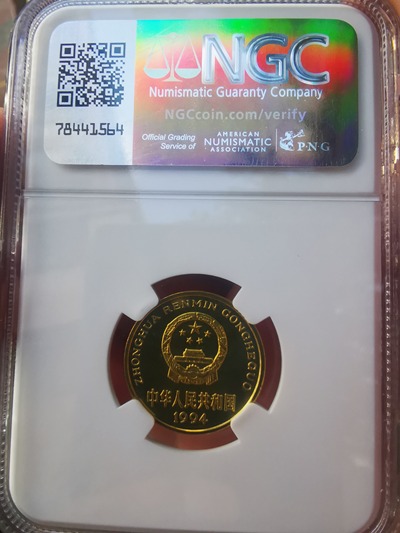 NGC
Numismatic Guaranty Company
NGCcoin.com/verify
78441564
Official Grading
Service of
AMERICAN
NUMISMATIC
ASSOCIATION
PNG
ZHONGHUA RENMIN GONGHEGUO
中华人民共和国
1994